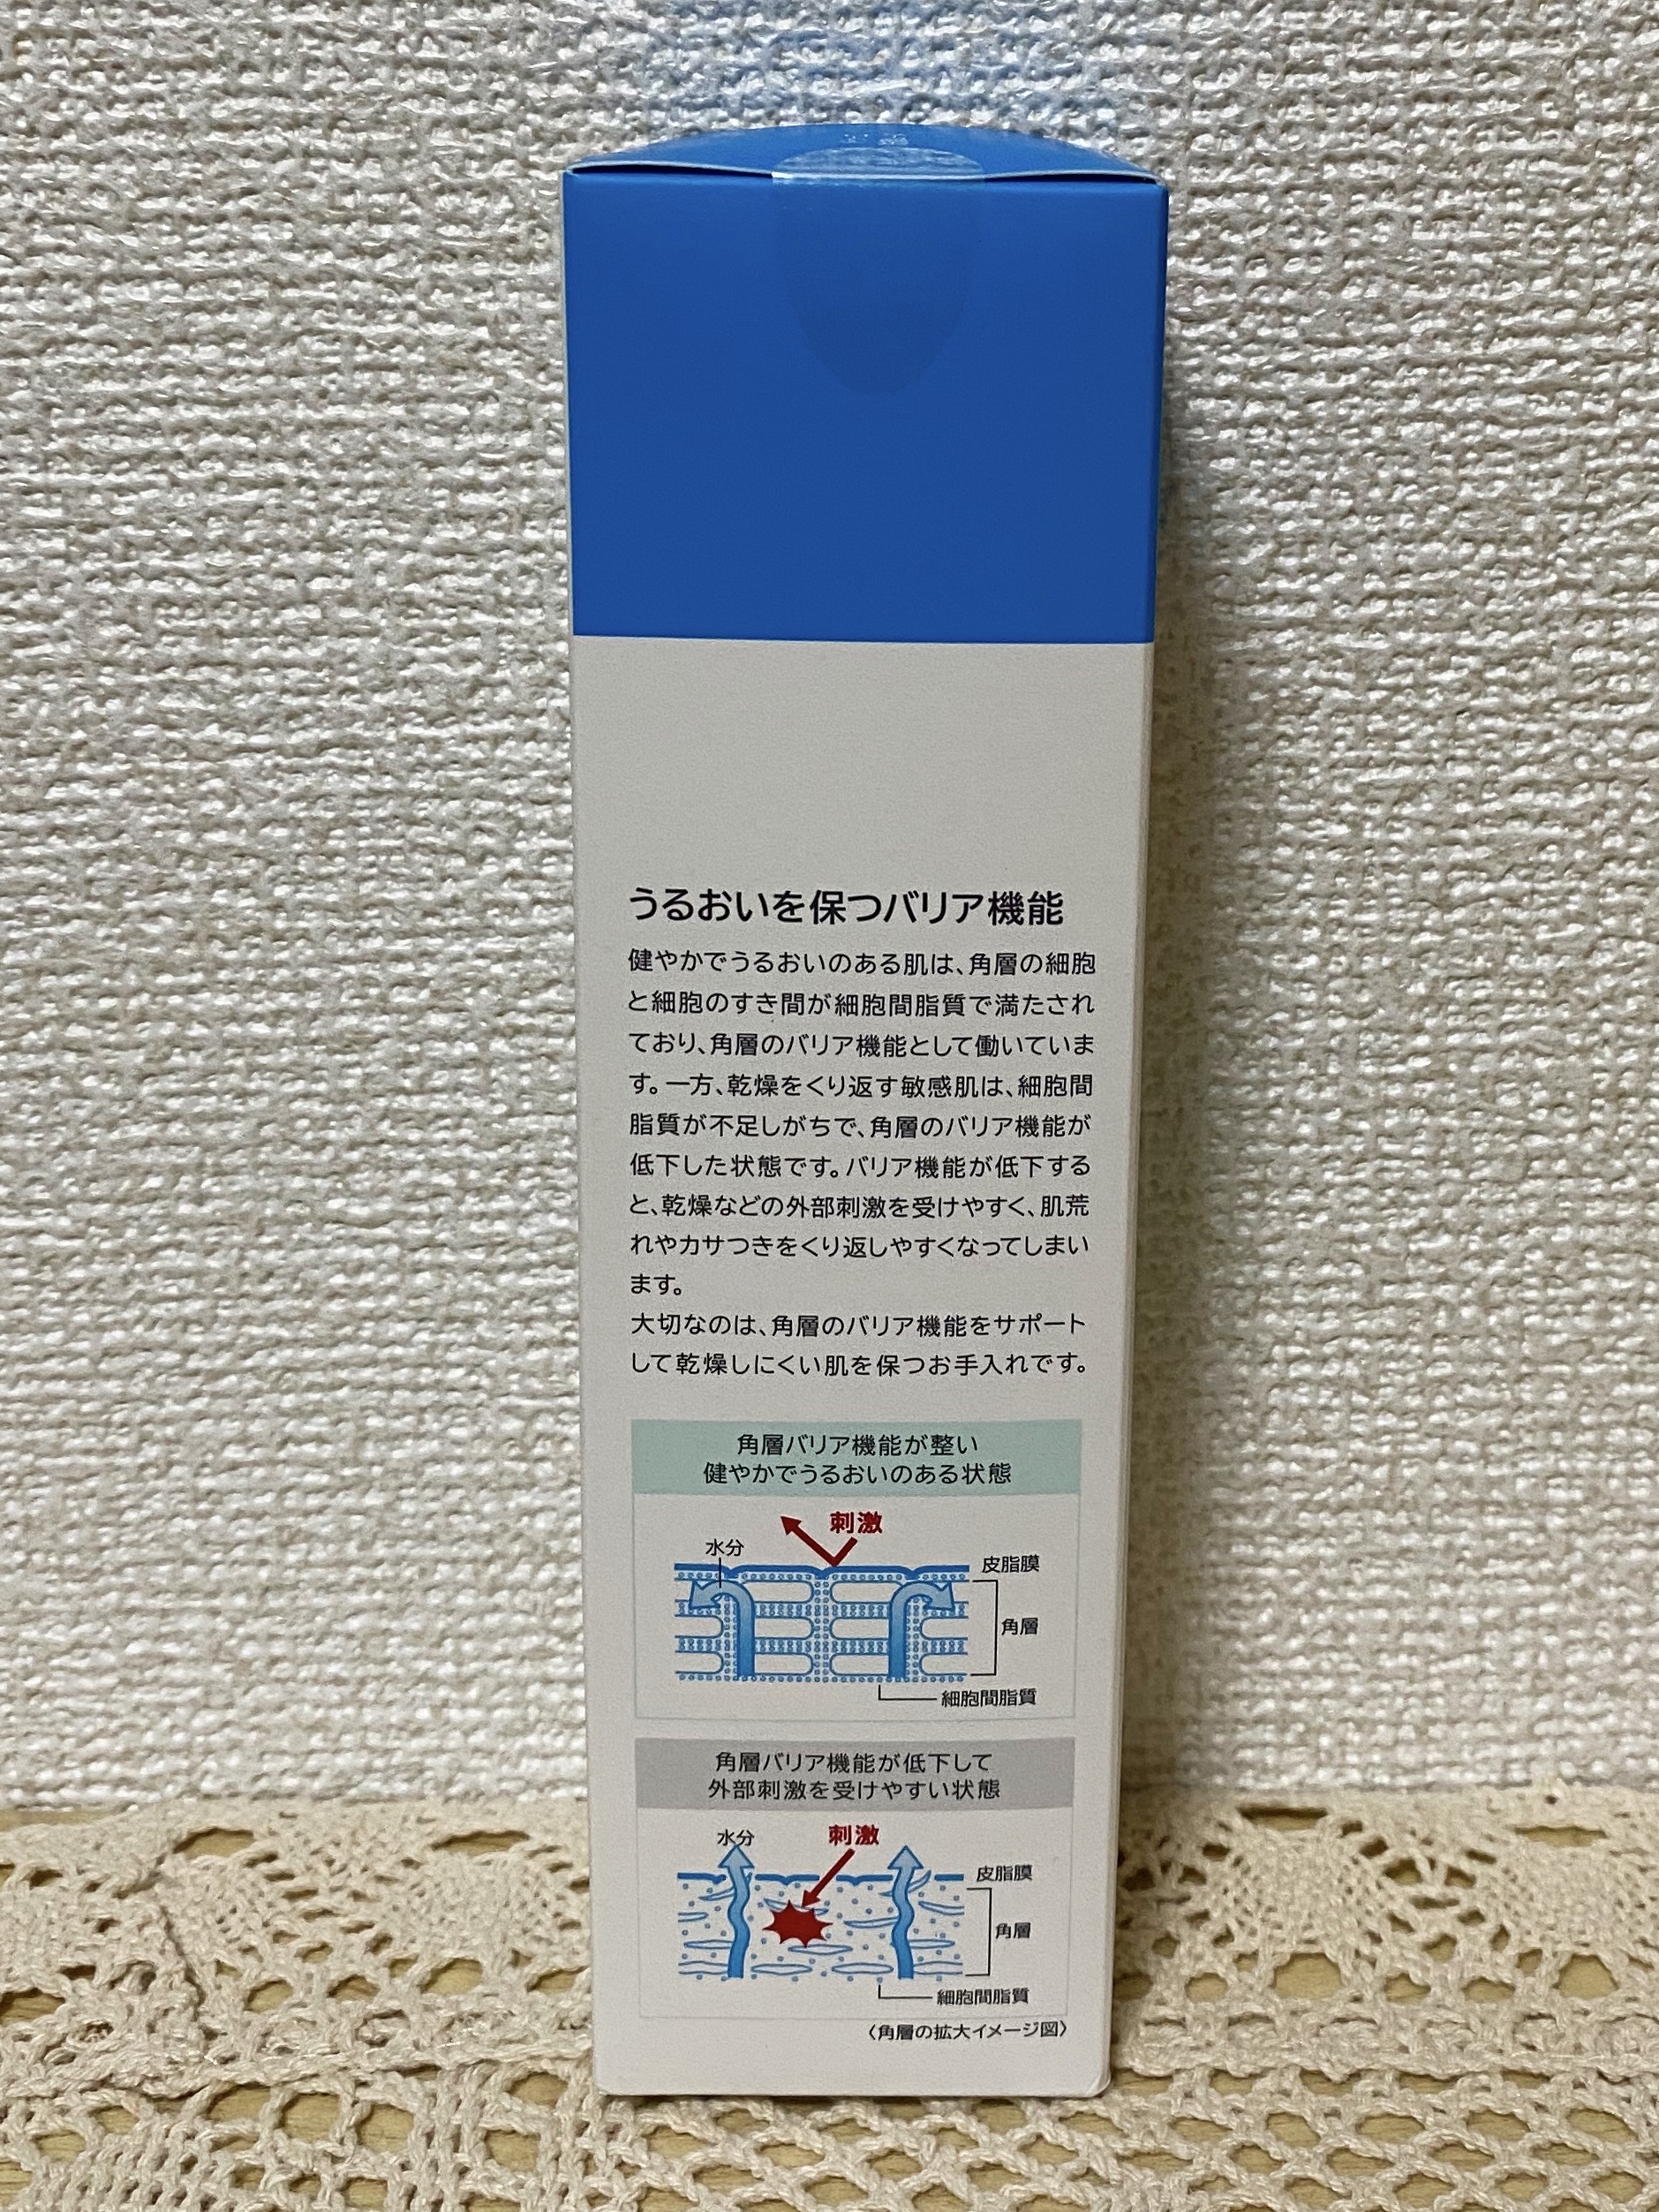 うるおいを保つバリア機能
健やかでうるおいのある肌は、角層の細胞
と細胞のすき間が細胞間脂質で満たされ
ており、角層のバリア機能として働いていま
す。一方、乾燥をくり返す敏感肌は、細胞間
脂質が不足しがちで、角層のバリア機能が
低下した状態です。バリア機能が低下する
と、乾燥などの外部刺激を受けやすく、肌荒
れやカサつきをくり返しやすくなってしまい
ます。
大切なのは、角層のバリア機能をサポート
して乾燥しにくい肌を保つお手入れです。
角層バリア機能が整い
健やかでうるおいのある状態
刺激
水分
皮脂膜
角層
細胞間脂質
角層バリア機能が低下して
外部刺激を受けやすい状態
水分
刺激
皮脂膜
角層
細胞間脂質
〈角層の拡大イメージ図〉